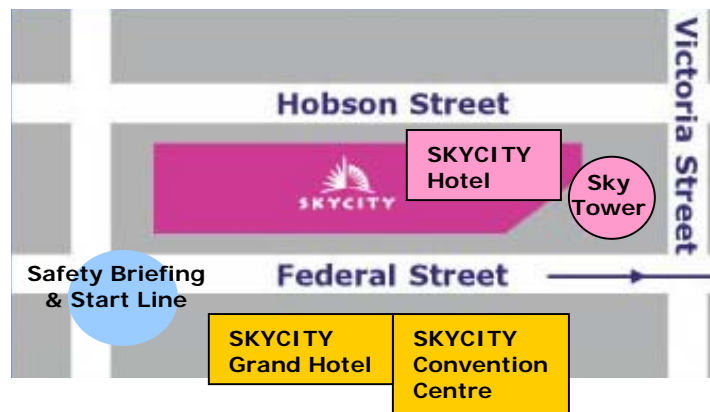 Victoria Street
Hobson Street
SKYCITY
Hotel
SKYCITY
Sky
Tower
Safety Briefing
& Start Line
Federal Street
SKYCITY
Grand Hotel
SKYCITY
Convention
Centre